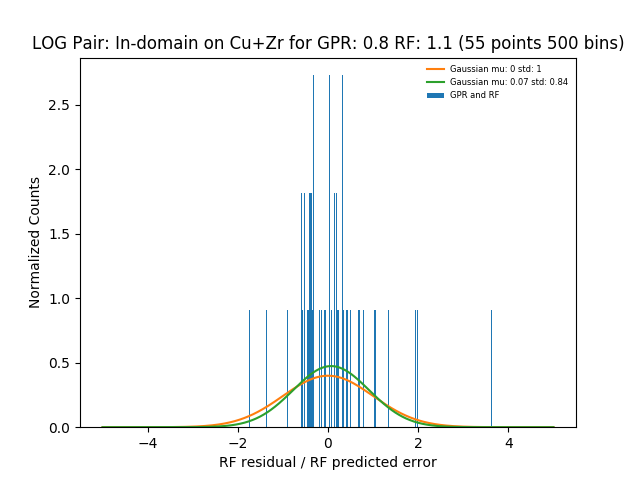 LOG Pair: In-domain on Cu+Zr for GPR: 0.8 RF: 1.1 (55 points 500 bins)
Gaussian mu: 0 std: 1
Gaussian mu: 0.07 std: 0.84
GPR and RF
Normalized Counts
2.5
2.0
1.5
1.0
0.5
0.0
−4
−2
0
2
4
RF residual / RF predicted error